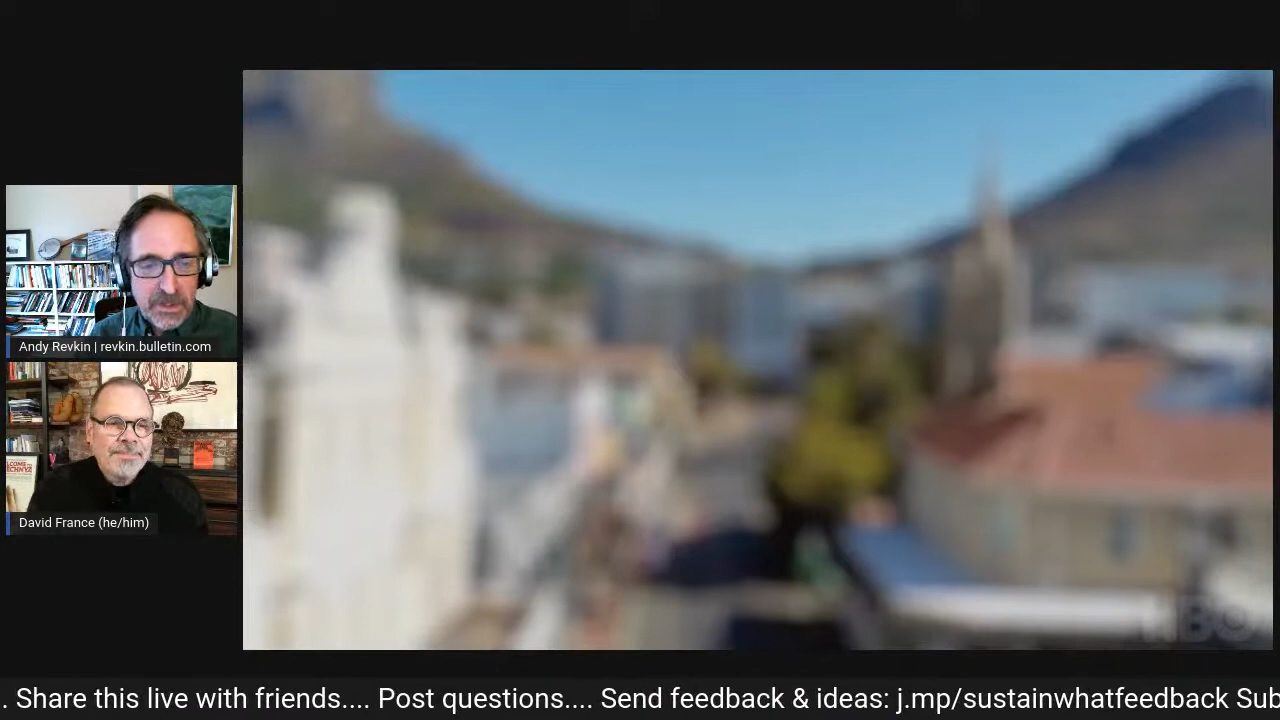 Andy Revkin | revkin.bulletin.com
David France (he/him)
HBO
. Share this live with friends.... Post questions.... Send feedback & ideas: j.mp/sustainwhatfeedback Sub